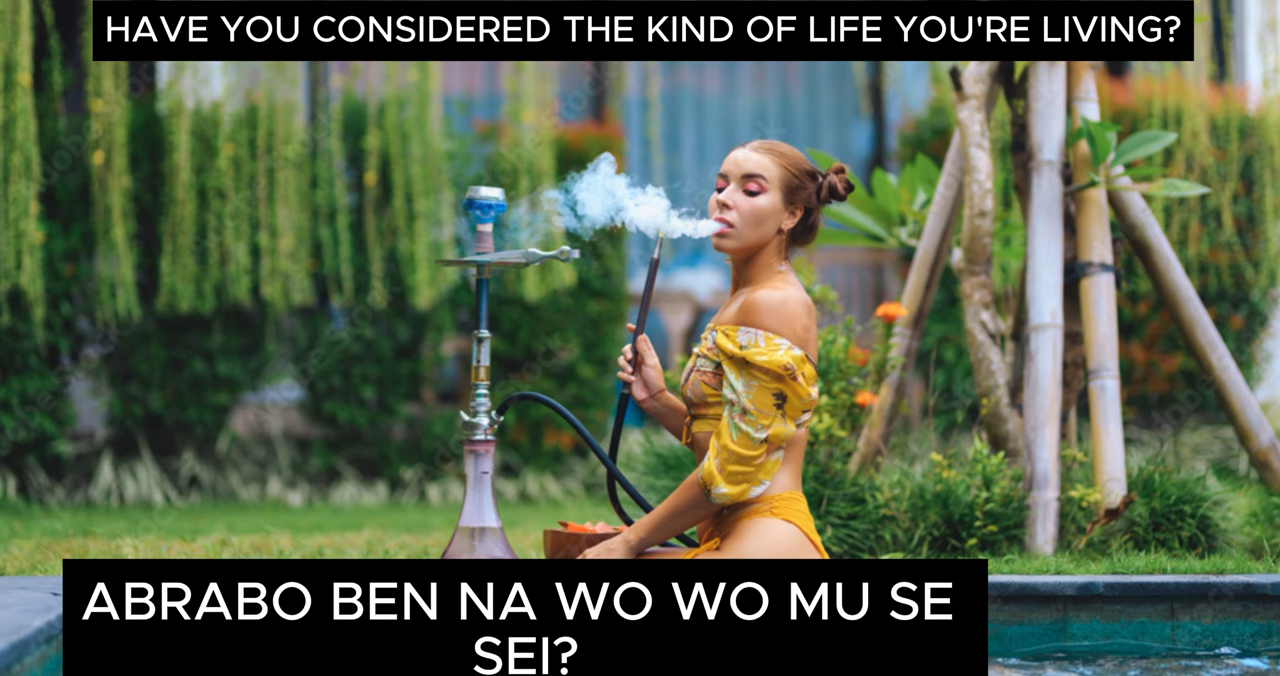 HAVE YOU CONSIDERED THE KIND OF LIFE YOU'RE LIVING?
ABRABO BEN NA WO WO MU SE
SEI?